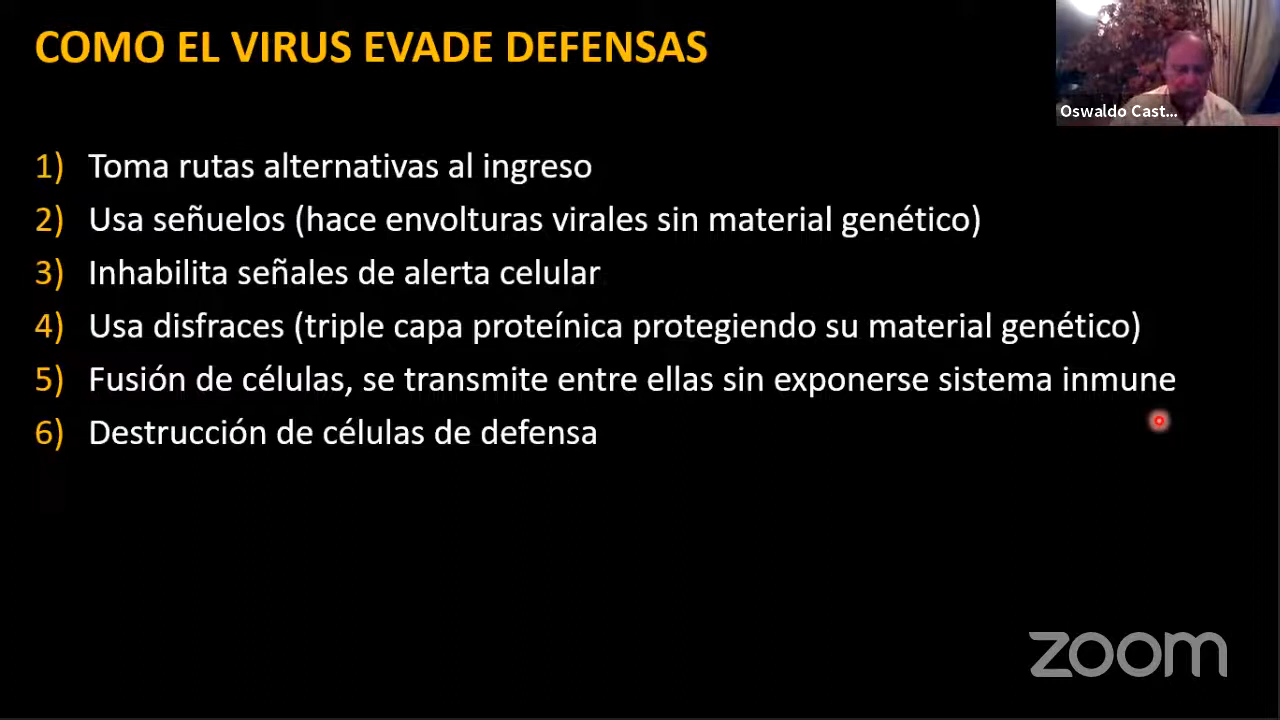 COMO EL VIRUS EVADE DEFENSAS
Oswaldo Cast...
1) Toma rutas alternativas al ingreso
2) Usa señuelos (hace envolturas virales sin material genético)
3) Inhabilita señales de alerta celular
4) Usa disfraces (triple capa proteínica protegiendo su material genético)
5) Fusión de células, se transmite entre ellas sin exponerse sistema inmune
6) Destrucción de células de defensa
zoom